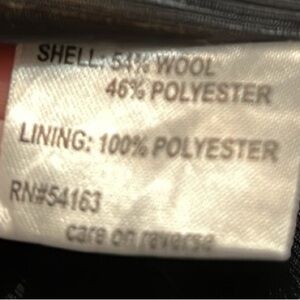 SHELL: 54% WOOL
46% POLYESTER
LINING: 100% POLYESTER
RN#54163
care on reverse